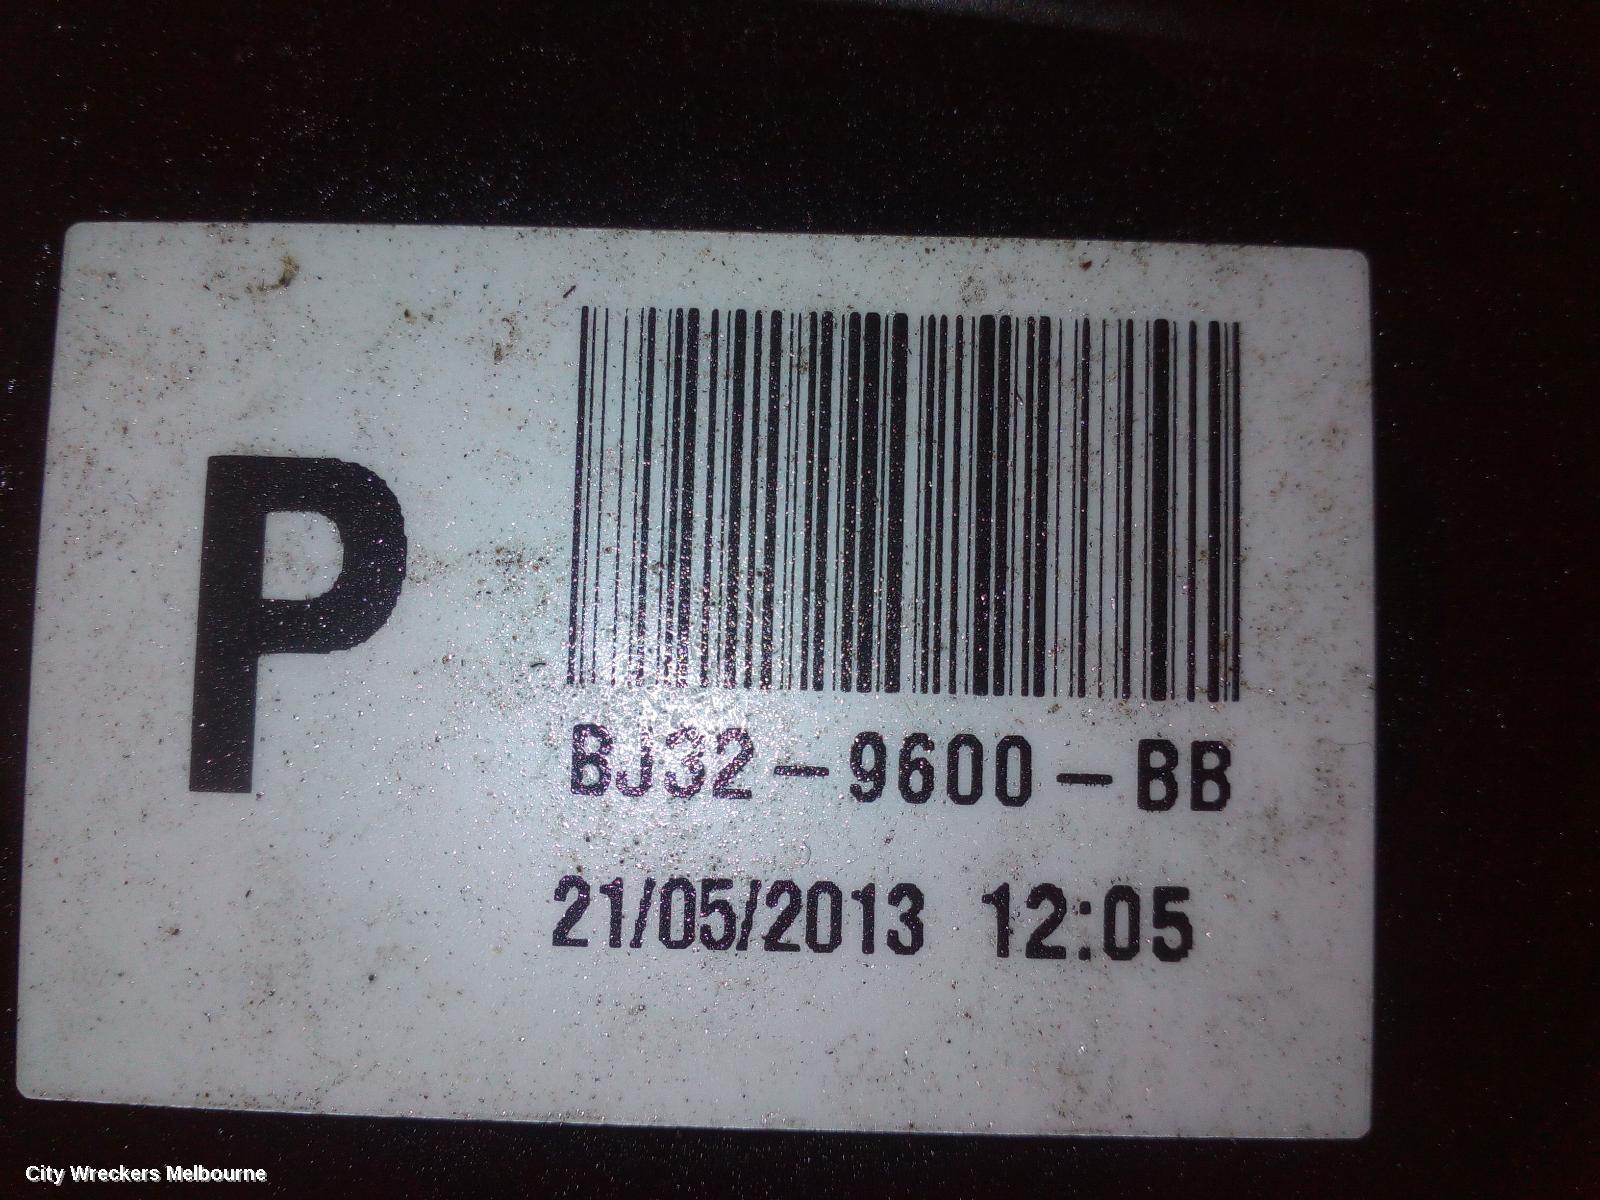 P
BJ32-9600-BB
21/05/2013 12:05
City Wreckers Melbourne